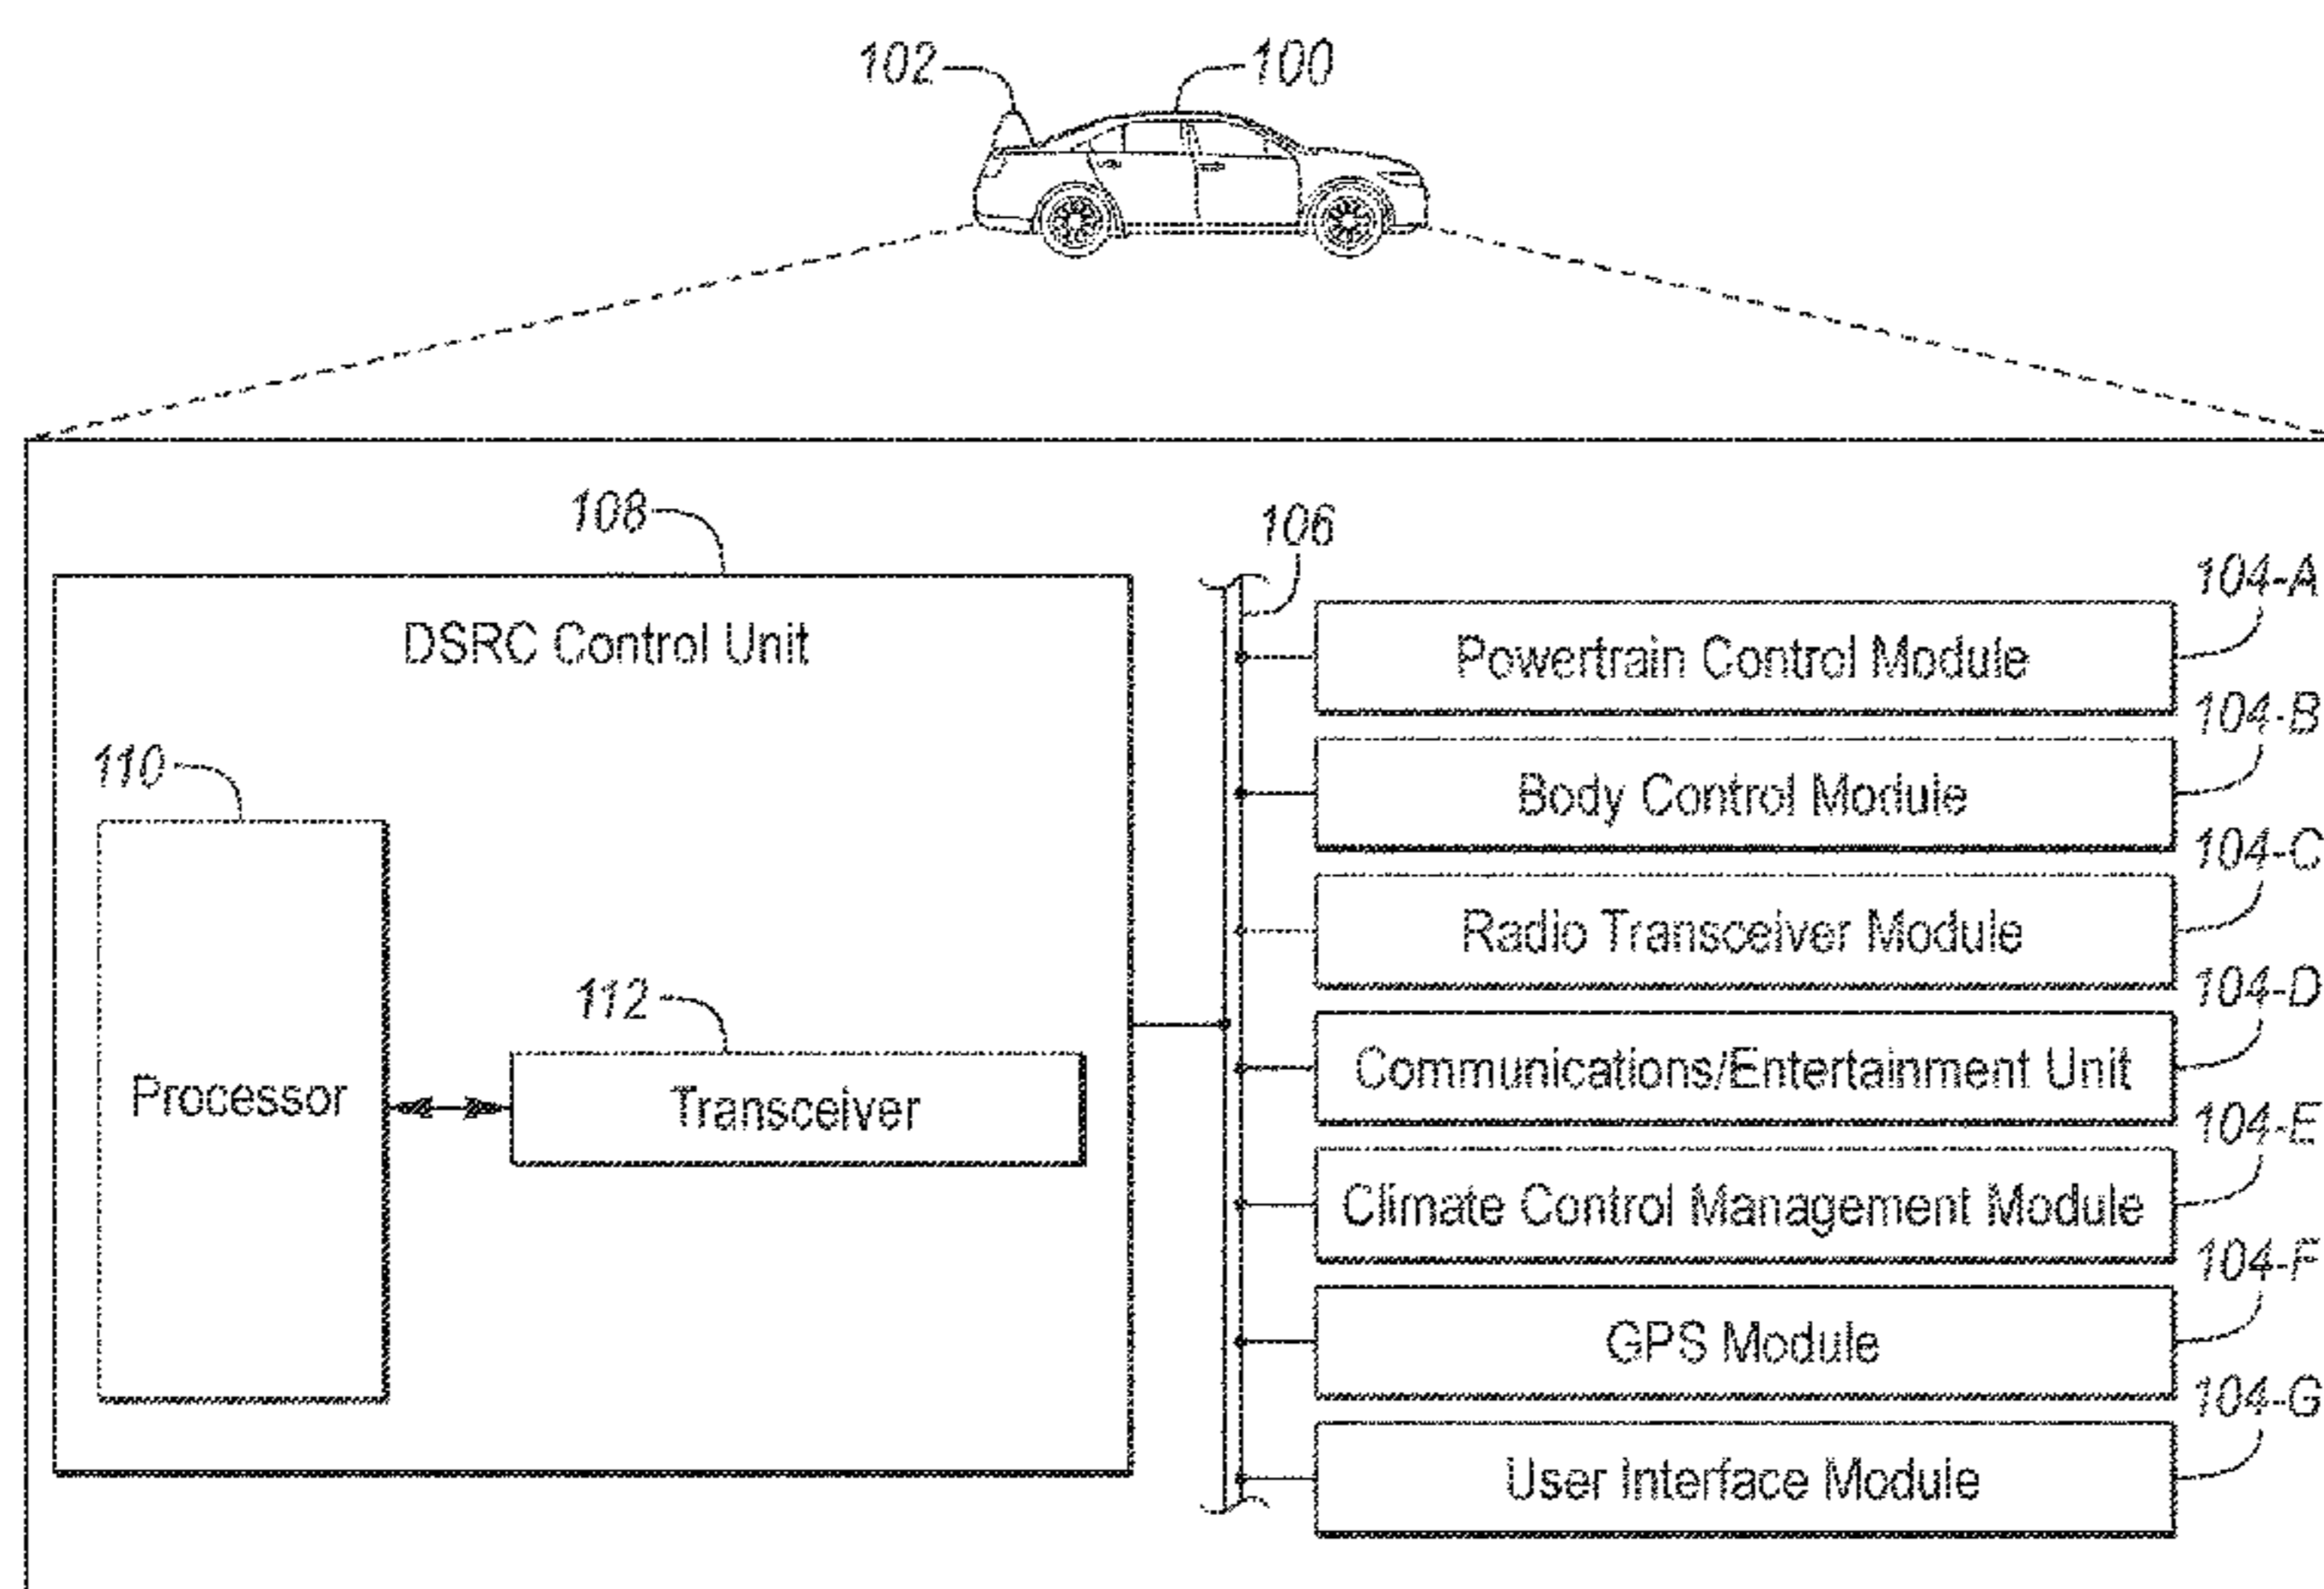 102
100
108
106
DSRC Control Unit
110
Processor
112
Transceiver
104-A
Powertrain Control Module
104-B
Body Control Module
104-C
Radio Transceiver Module
104-D
Communications/Entertainment Unit
104-E
Climate Control Management Module
104-F
GPS Module
104-G
User Interface Module